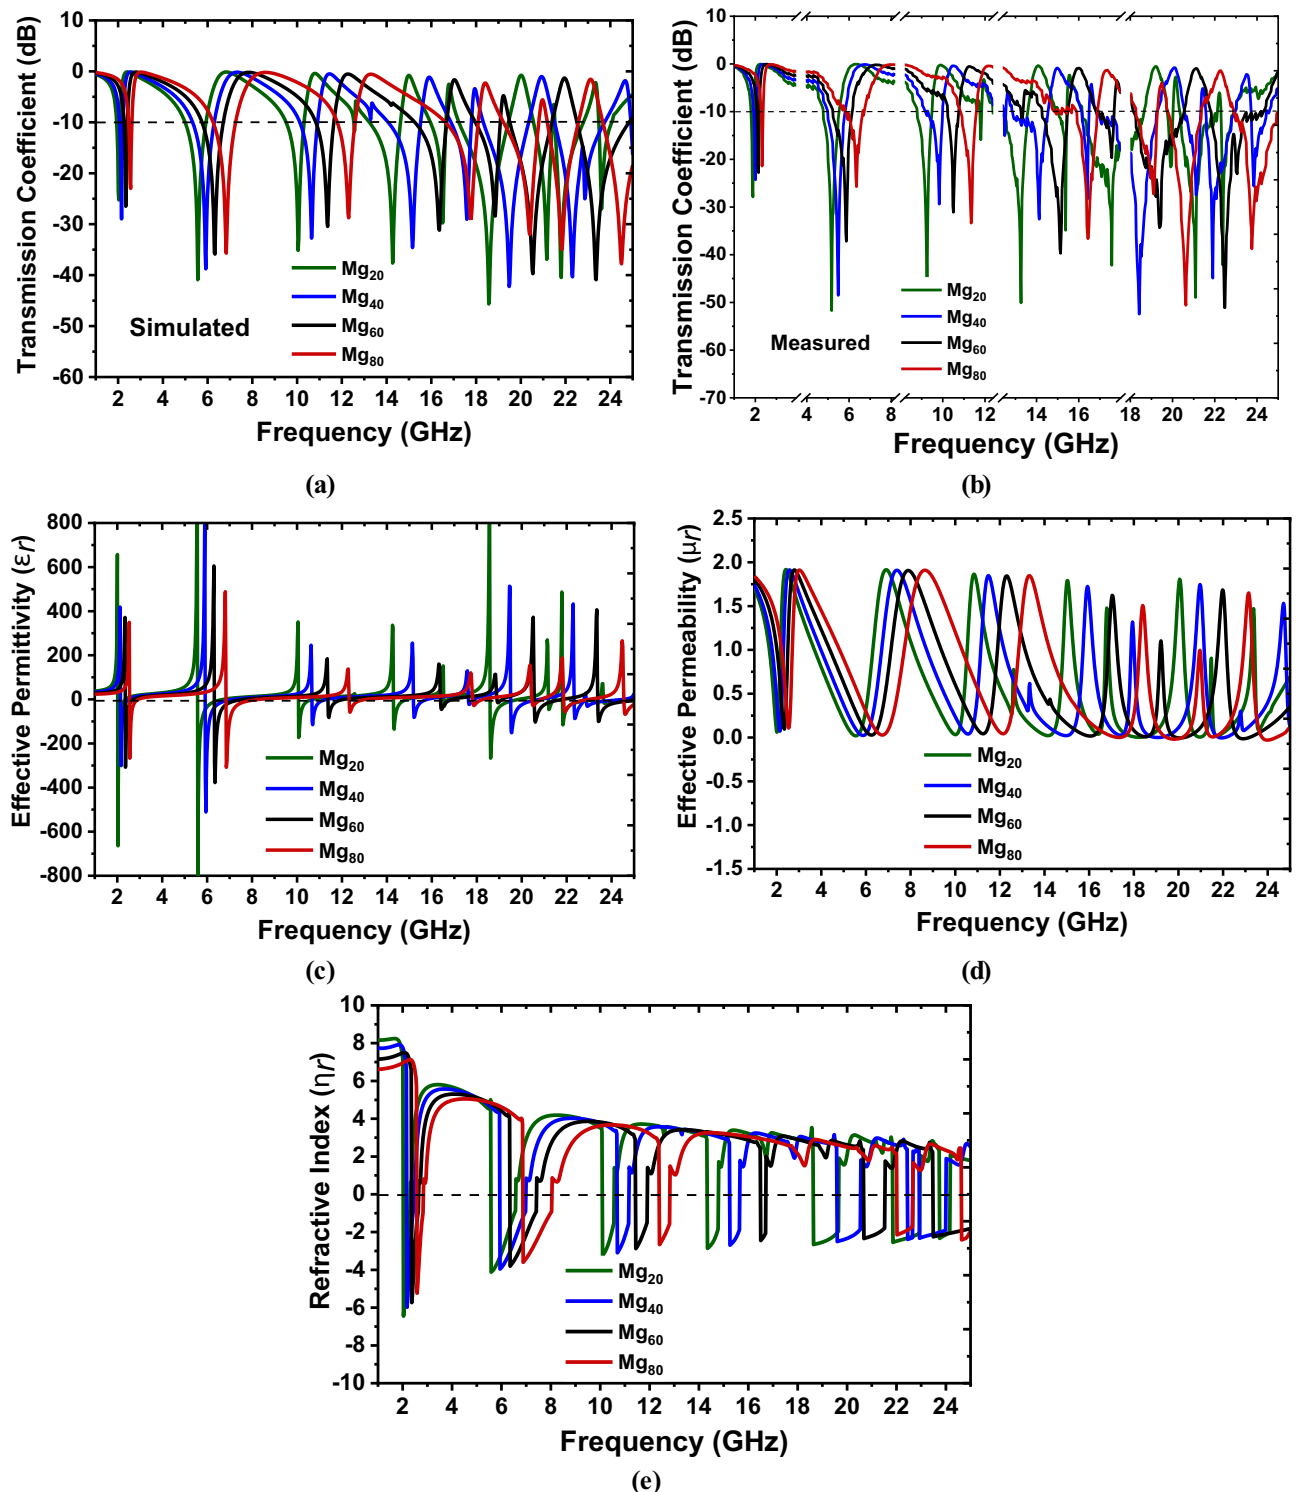 Transmission Coefficient (dB)
10
0
-10
-20
-30
-40
-50
-60
Simulated
Mg20
Mg40
Mg60
Mg80
2 4 6 8 10 12 14 16 18 20 22 24
Frequency (GHz)
(a)
Transmission Coefficient (dB)
10
0
-10
-20
-30
-40
-50
-60
-70
Measured
Mg20
Mg40
Mg60
Mg80
2 4 6 8 10 12 14 16 18 20 22 24
Frequency (GHz)
(b)
Effective Permittivity (εr)
800
600
400
200
0
-200
-400
-600
-800
Mg20
Mg40
Mg60
Mg80
2 4 6 8 10 12 14 16 18 20 22 24
Frequency (GHz)
(c)
Effective Permeability (μr)
2.5
2.0
1.5
1.0
0.5
0.0
-0.5
-1.0
-1.5
Mg20
Mg40
Mg60
Mg80
2 4 6 8 10 12 14 16 18 20 22 24
Frequency (GHz)
(d)
Refractive Index (ηr)
10
8
6
4
2
0
-2
-4
-6
-8
-10
Mg20
Mg40
Mg60
Mg80
2 4 6 8 10 12 14 16 18 20 22 24
Frequency (GHz)
(e)